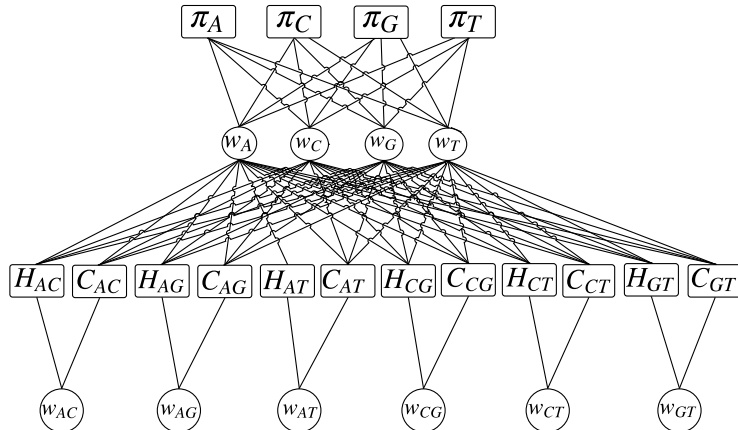 π_A π_C π_G π_T
w_A w_C w_G w_T
H_AC C_AC H_AG C_AG H_AT C_AT H_CG C_CG H_CT C_CT H_GT C_GT
w_AC w_AG w_AT w_CG w_CT w_GT